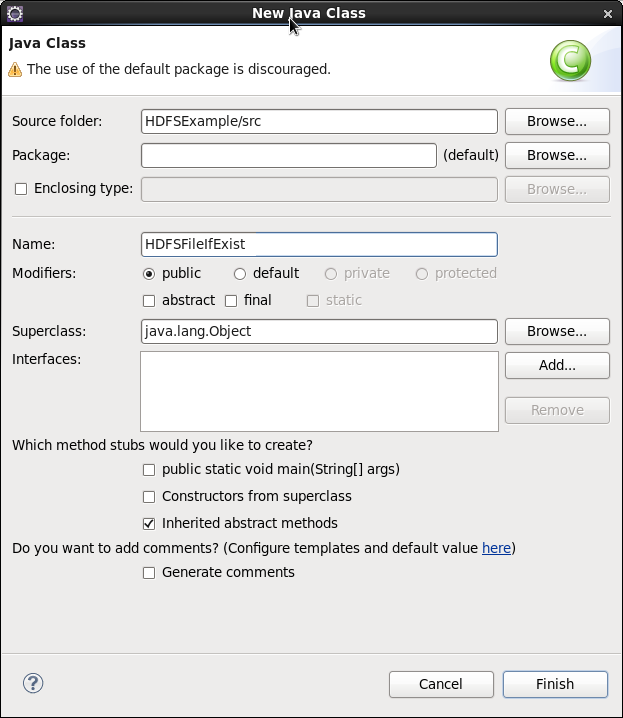 New Java Class
Java Class
The use of the default package is discouraged.
Source folder: HDFSExample/src Browse...
Package: (default) Browse...
Enclosing type: Browse...
Name: HDFSFileIfExist
Modifiers: public default private protected
abstract final static
Superclass: java.lang.Object Browse...
Interfaces: Add...
Remove
Which method stubs would you like to create?
public static void main(String[] args)
Constructors from superclass
Inherited abstract methods
Do you want to add comments? (Configure templates and default value here)
Generate comments
? Cancel Finish